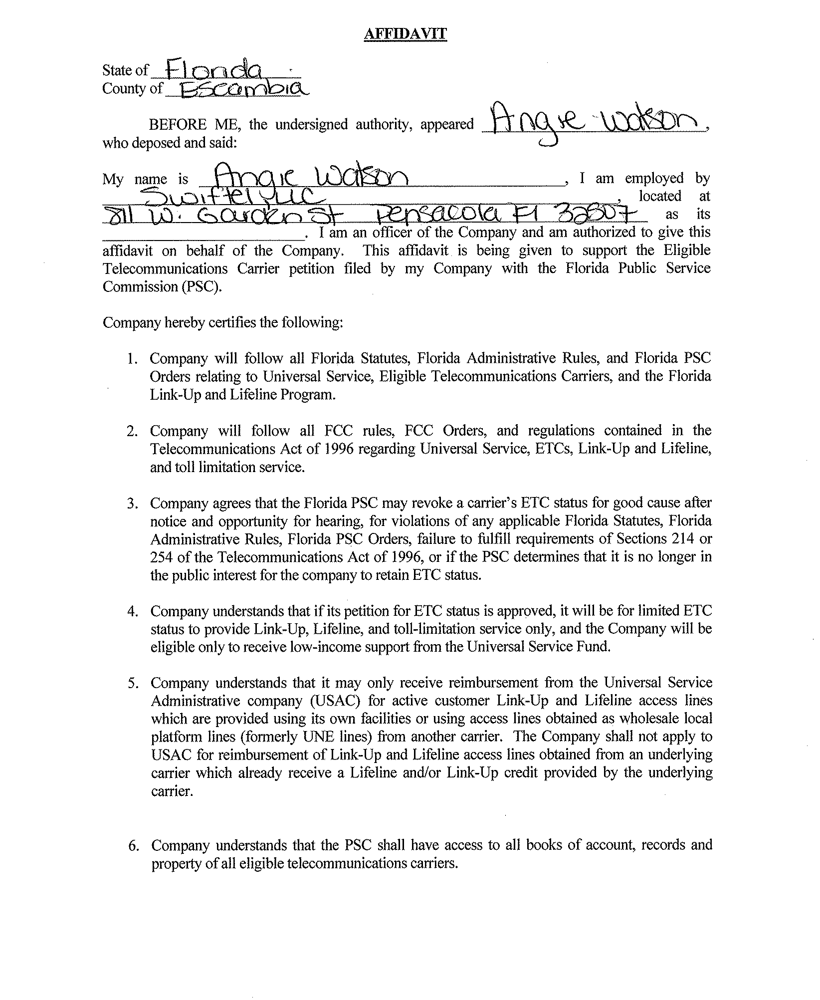 AFFIDAVIT
State of Florida
County of Escambia
BEFORE ME, the undersigned authority, appeared Angie Watson,
who deposed and said:
My name is Angie Watson, I am employed by
Swiftel, LLC, located at
811 W. Garden St Pensacola Fl 32507 as its
. I am an officer of the Company and am authorized to give this
affidavit on behalf of the Company. This affidavit is being given to support the Eligible
Telecommunications Carrier petition filed by my Company with the Florida Public Service
Commission (PSC).
Company hereby certifies the following:
1. Company will follow all Florida Statutes, Florida Administrative Rules, and Florida PSC
Orders relating to Universal Service, Eligible Telecommunications Carriers, and the Florida
Link-Up and Lifeline Program.
2. Company will follow all FCC rules, FCC Orders, and regulations contained in the
Telecommunications Act of 1996 regarding Universal Service, ETCs, Link-Up and Lifeline,
and toll limitation service.
3. Company agrees that the Florida PSC may revoke a carrier's ETC status for good cause after
notice and opportunity for hearing, for violations of any applicable Florida Statutes, Florida
Administrative Rules, Florida PSC Orders, failure to fulfill requirements of Sections 214 or
254 of the Telecommunications Act of 1996, or if the PSC determines that it is no longer in
the public interest for the company to retain ETC status.
4. Company understands that if its petition for ETC status is approved, it will be for limited ETC
status to provide Link-Up, Lifeline, and toll-limitation service only, and the Company will be
eligible only to receive low-income support from the Universal Service Fund.
5. Company understands that it may only receive reimbursement from the Universal Service
Administrative company (USAC) for active customer Link-Up and Lifeline access lines
which are provided using its own facilities or using access lines obtained as wholesale local
platform lines (formerly UNE lines) from another carrier. The Company shall not apply to
USAC for reimbursement of Link-Up and Lifeline access lines obtained from an underlying
carrier which already receive a Lifeline and/or Link-Up credit provided by the underlying
carrier.
6. Company understands that the PSC shall have access to all books of account, records and
property of all eligible telecommunications carriers.